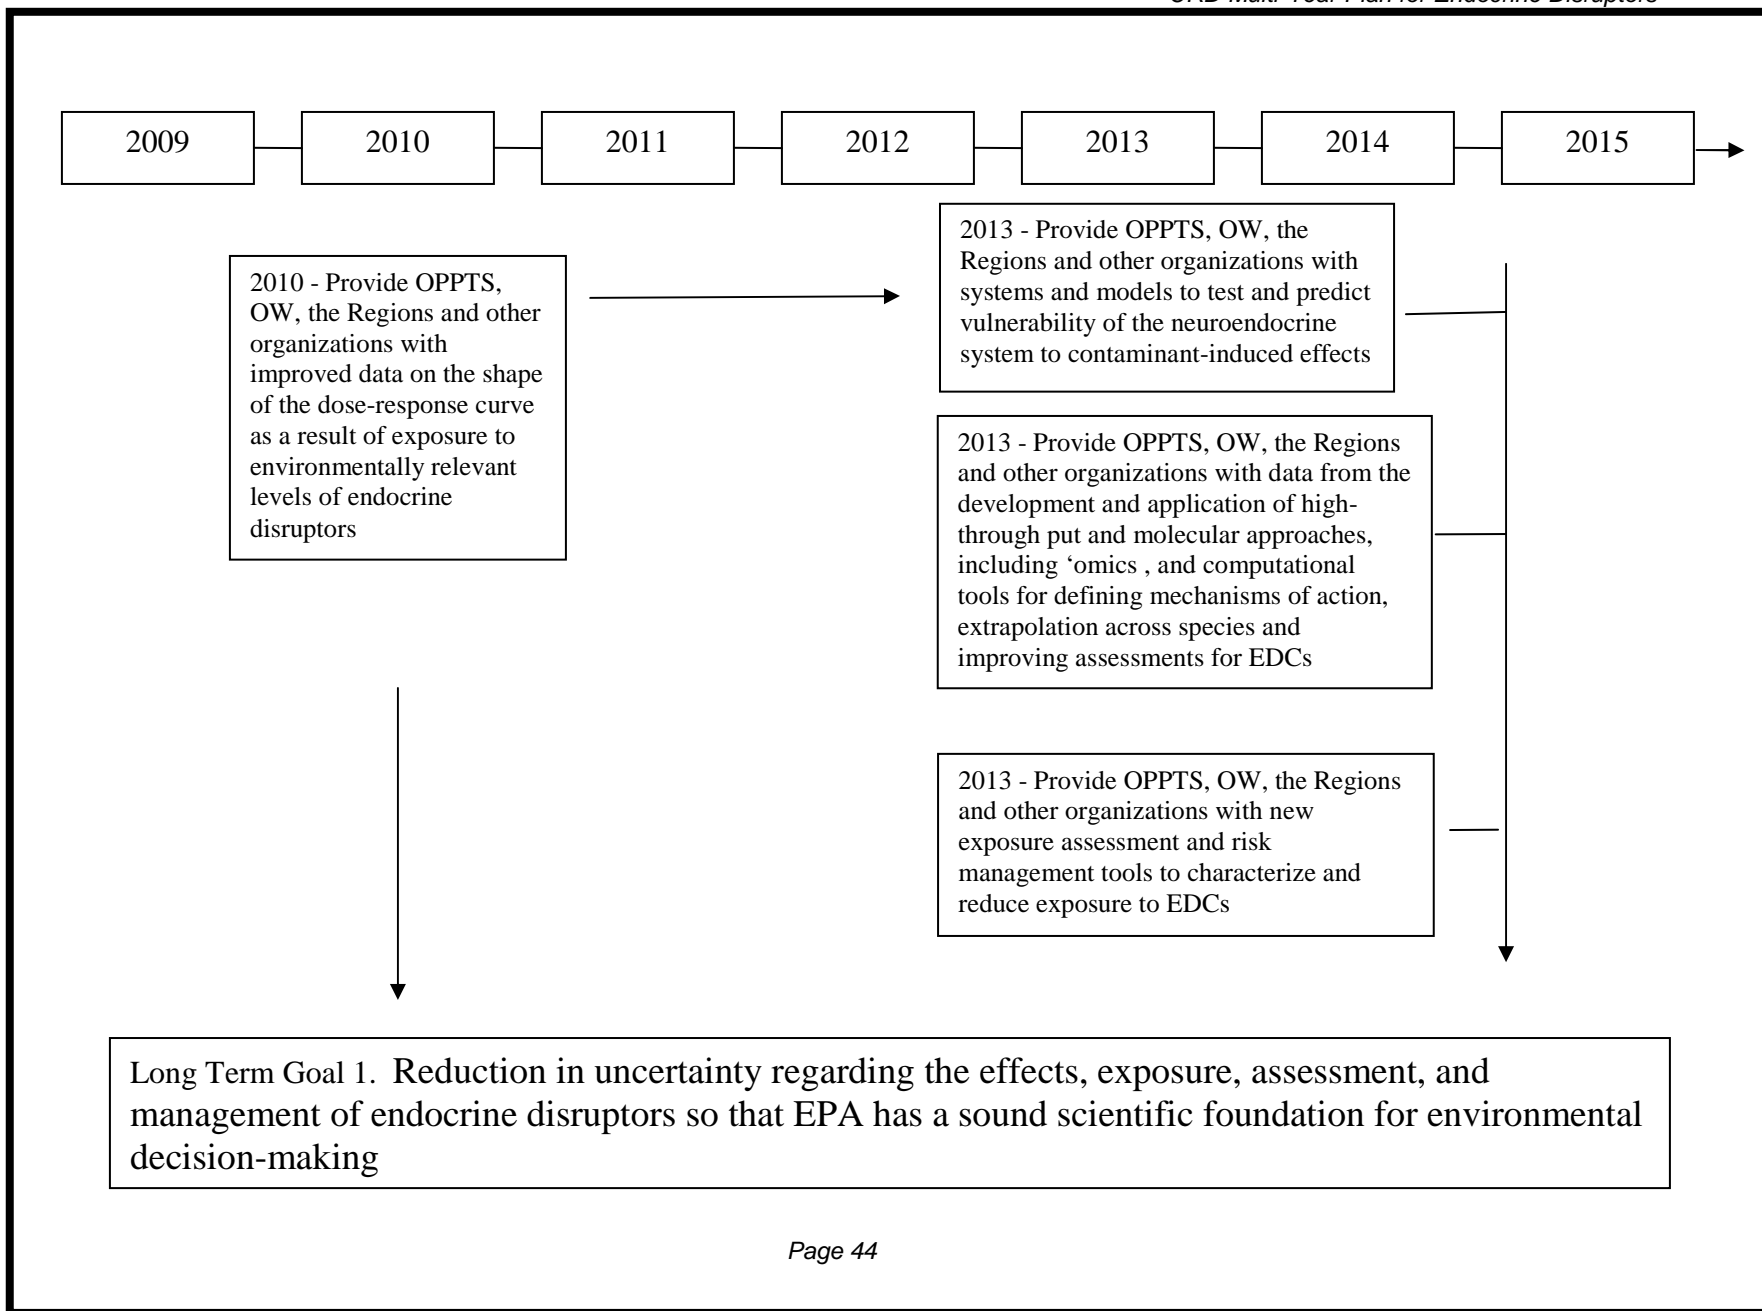 2009
2010
2011
2012
2013
2014
2015
2010 - Provide OPPTS,
OW, the Regions and other
organizations with
improved data on the shape
of the dose-response curve
as a result of exposure to
environmentally relevant
levels of endocrine
disruptors
2013 - Provide OPPTS, OW, the
Regions and other organizations with
systems and models to test and predict
vulnerability of the neuroendocrine
system to contaminant-induced effects
2013 - Provide OPPTS, OW, the Regions
and other organizations with data from the
development and application of high-
through put and molecular approaches,
including ‘omics , and computational
tools for defining mechanisms of action,
extrapolation across species and
improving assessments for EDCs
2013 - Provide OPPTS, OW, the Regions
and other organizations with new
exposure assessment and risk
management tools to characterize and
reduce exposure to EDCs
Long Term Goal 1.  Reduction in uncertainty regarding the effects, exposure, assessment, and
management of endocrine disruptors so that EPA has a sound scientific foundation for environmental
decision-making
Page 44